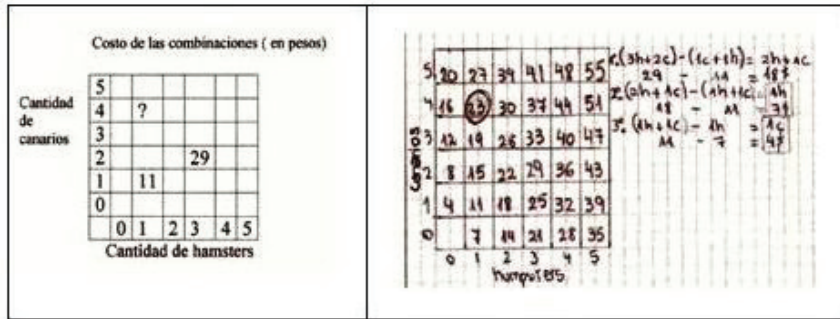 Costo de las combinaciones ( en pesos)
Cantidad
de
canarios
5
4 ?
3
2 29
1 11
0
0 1 2 3 4 5
Cantidad de hamsters
5 20 27 34 41 48 55
4 16 23 30 37 44 51
3 12 19 26 33 40 47
2 8 15 22 29 36 43
1 4 11 18 25 32 39
0 7 14 21 28 35
0 1 2 3 4 5
(3h+2c)-(1c+1h)= 2h+1c
29 - 11 = 18$
(2h+1c)-(1h+1c)= 1h
18 - 11 = 7$
3. (1h+1c) - 1h = 1c
11 - 7 = 4$